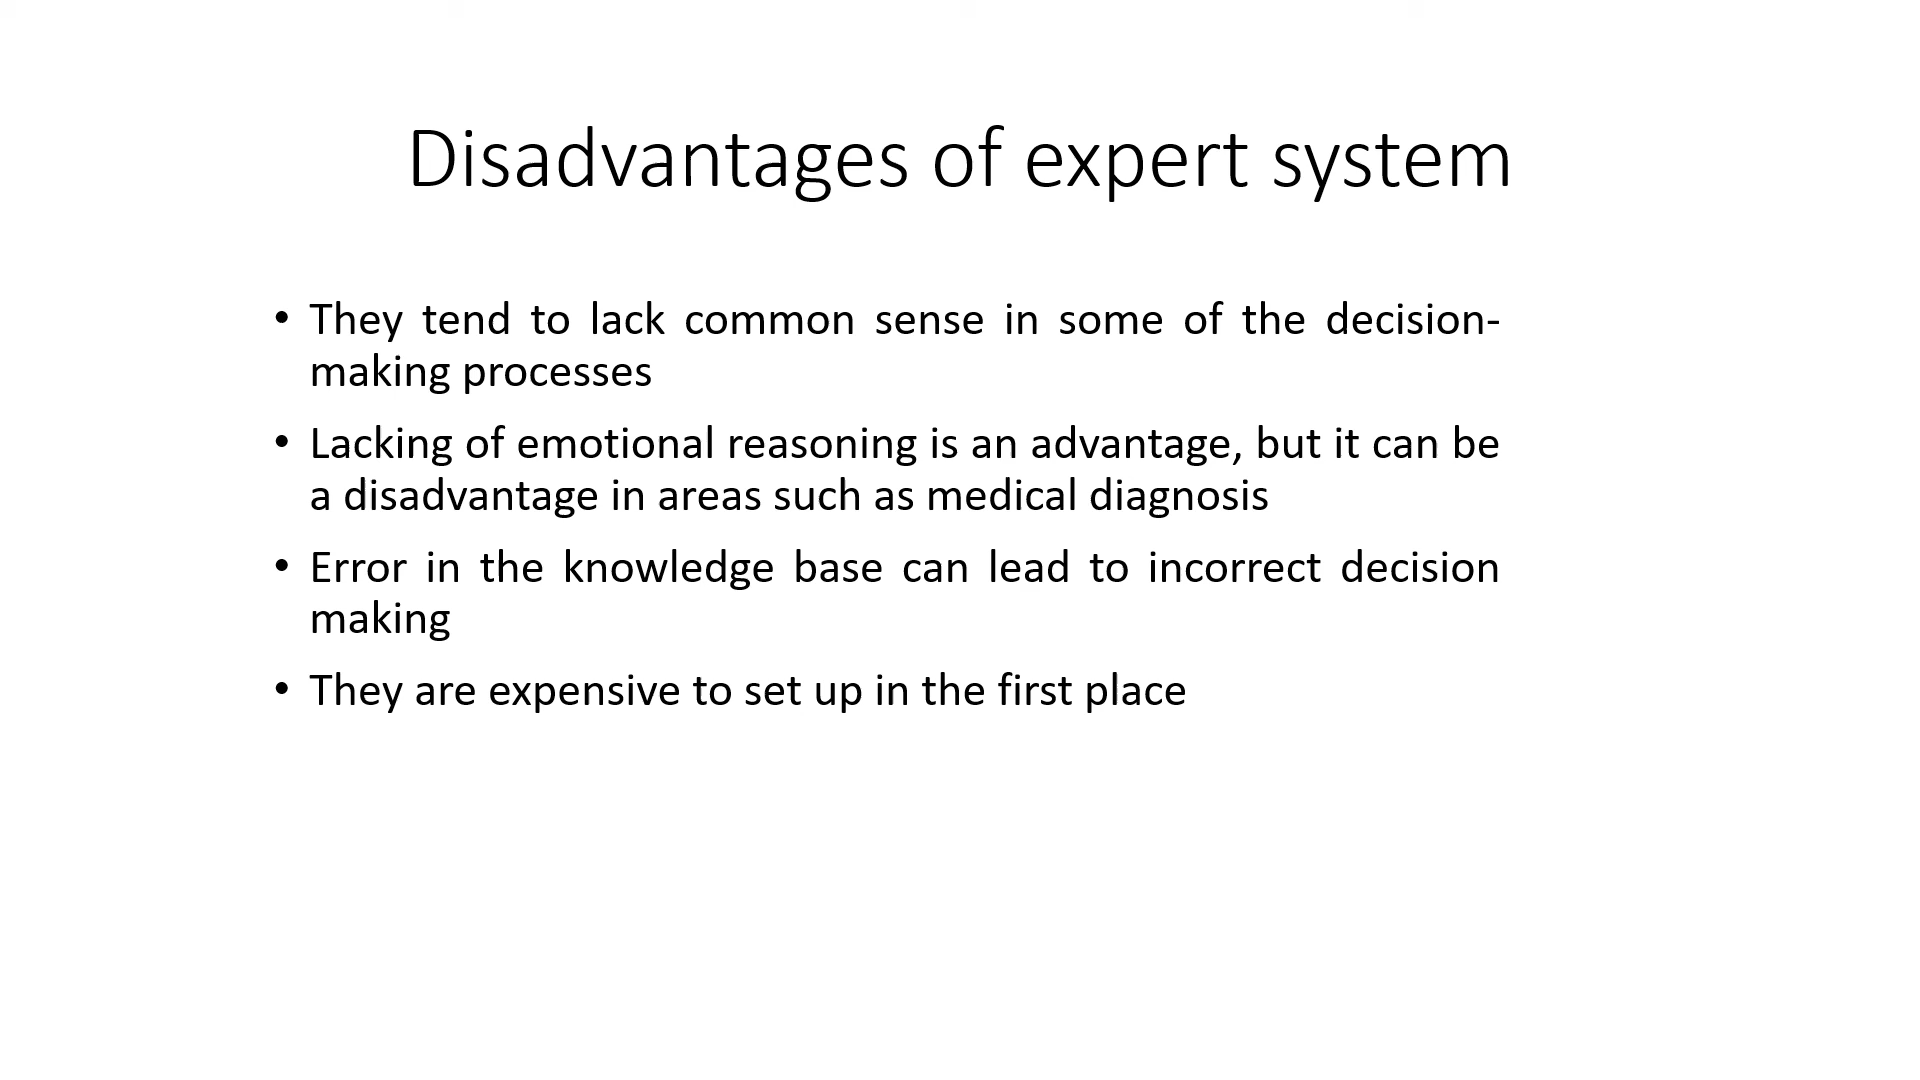 Disadvantages of expert system
• They tend to lack common sense in some of the decision-
making processes
• Lacking of emotional reasoning is an advantage, but it can be
a disadvantage in areas such as medical diagnosis
• Error in the knowledge base can lead to incorrect decision
making
• They are expensive to set up in the first place